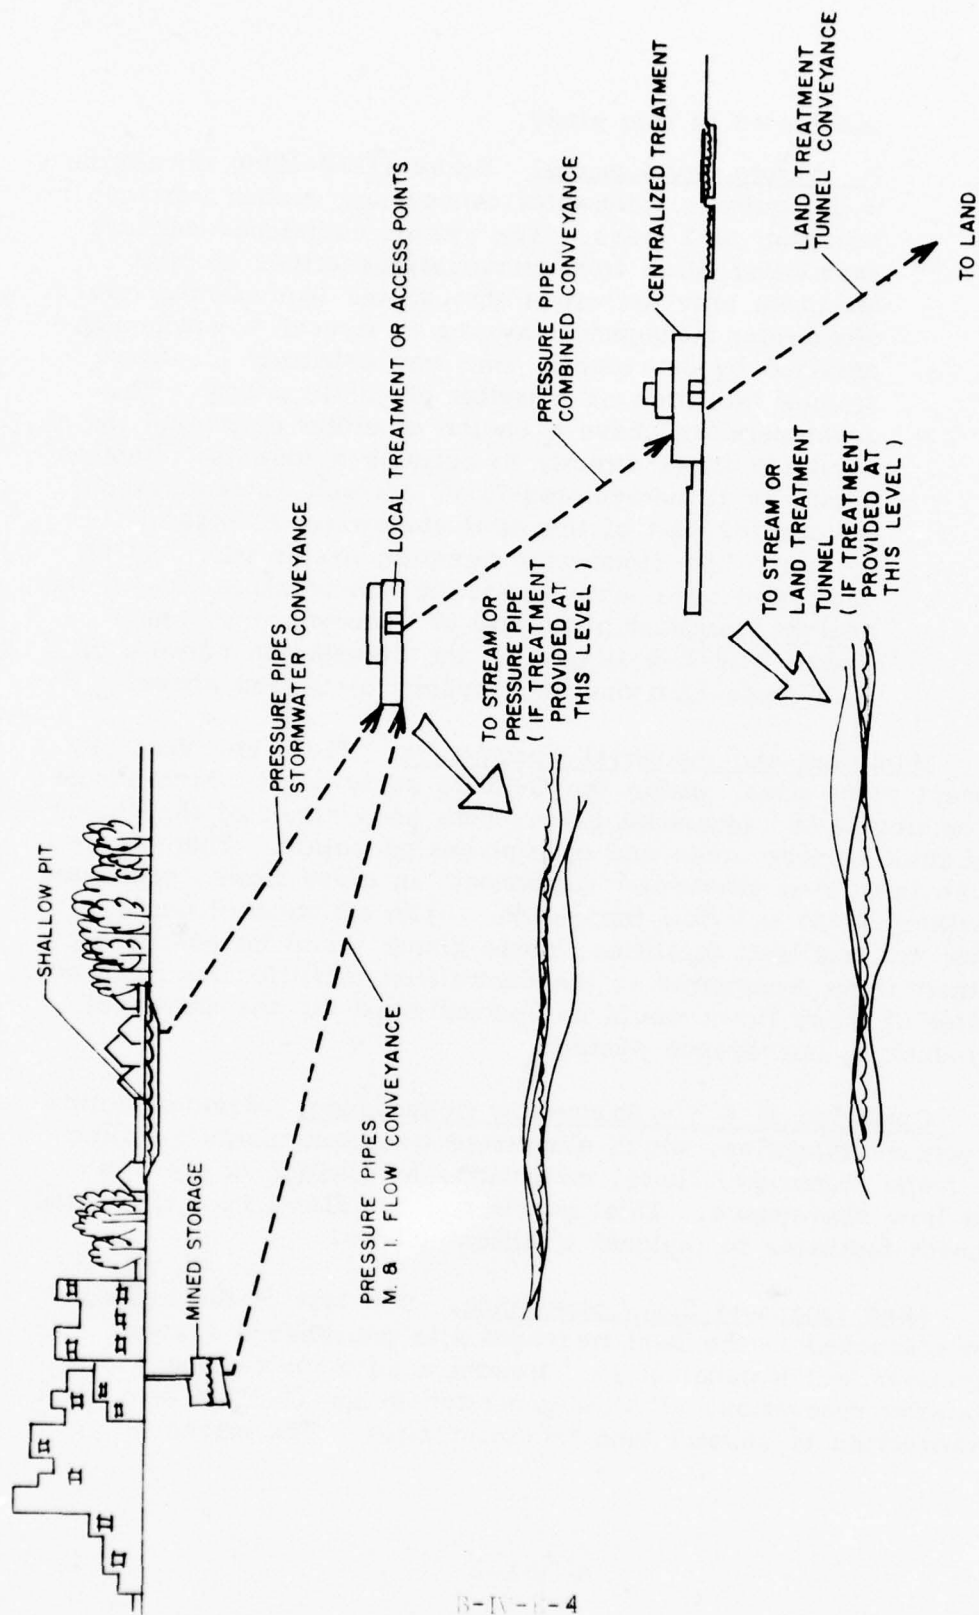 SHALLOW PIT
MINED STORAGE
PRESSURE PIPES
STORMWATER CONVEYANCE
PRESSURE PIPES
M. & I. FLOW CONVEYANCE
LOCAL TREATMENT OR ACCESS POINTS
TO STREAM OR
PRESSURE PIPE
( IF TREATMENT
PROVIDED AT
THIS LEVEL )
PRESSURE PIPE
COMBINED CONVEYANCE
CENTRALIZED TREATMENT
TO STREAM OR
LAND TREATMENT
TUNNEL
( IF TREATMENT
PROVIDED AT
THIS LEVEL )
LAND TREATMENT
TUNNEL CONVEYANCE
TO LAND